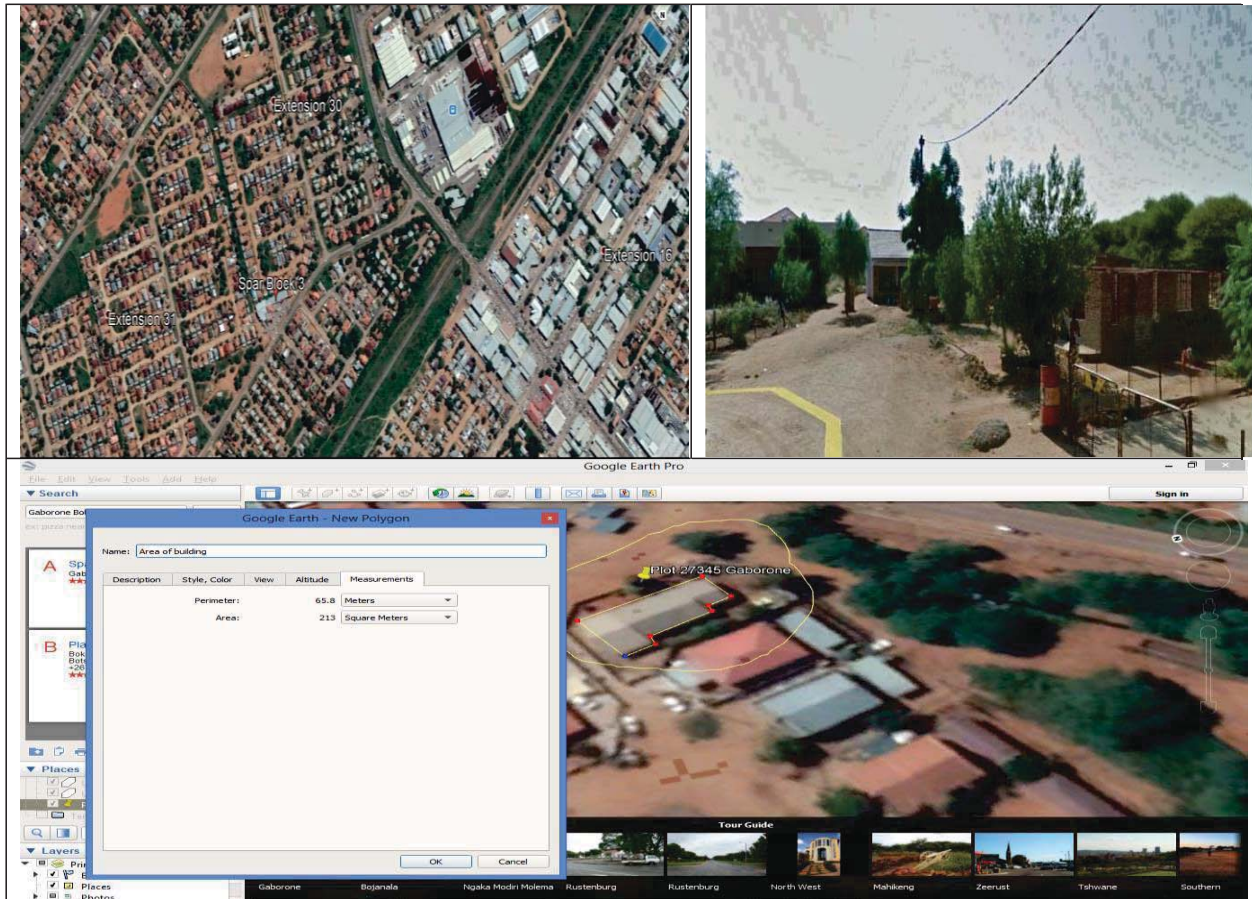 N
Extension 30
Extension 16
Spar Block 3
Extension 31
Google Earth Pro
File Edit View Tools Add Help
Search
Sign in
Gaborone
Google Earth - New Polygon
Name: Area of building
A
B
Description Style, Color View Altitude Measurements
Perimeter: 65.8 Meters
Area: 213 Square Meters
Plot 27345 Gaborone
Places
Layers
OK Cancel
Places
Photos
Tour Guide
Gaborone Bojanala Ngaka Modiri Molema Rustenburg Rustenburg North West Mahikeng Zeerust Tshwane Southern